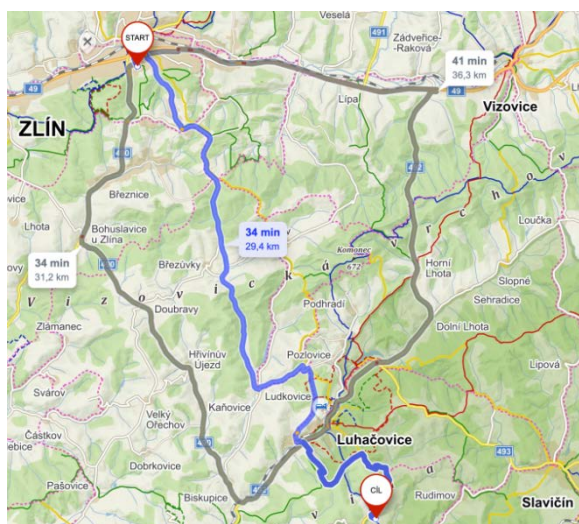 START
Veselá
491
Zádveřice-
Raková
41 min
36,3 km
49
49
Lípa
Vizovice
ZLÍN
Březnice
Lhota
Bohuslavice
u Zlína
34 min
29,4 km
34 min
31,2 km
Komonec
672
Loučka
Horní
Lhota
Slopné
Sehradice
Březůvky
V i z o v i c k á
v r c h o v
Doubravy
Podhradí
Dolní Lhota
Zlámanec
Hřivínův
Újezd
Pozlovice
Lípová
Svárov
Kaňovice
Ludkovice
Velký
Ořechov
Luhačovice
Částkov
Dobrkovice
493
Pašovice
Biskupice
CÍL
Rudimov
Slavičín